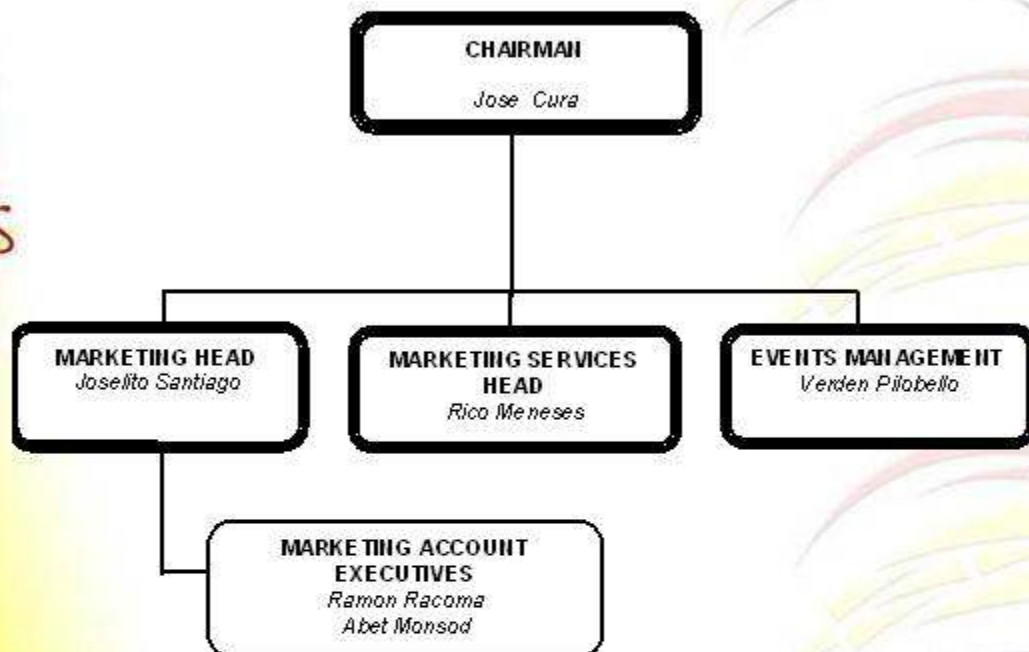 CHAIRMAN
Jose Cura
s
MARKETING HEAD
Joselito Santiago
MARKETING SERVICES
HEAD
Rico Meneses
EVENTS MANAGEMENT
Verden Pilobello
MARKETING ACCOUNT
EXECUTIVES
Ramon Racoma
Abet Monsod